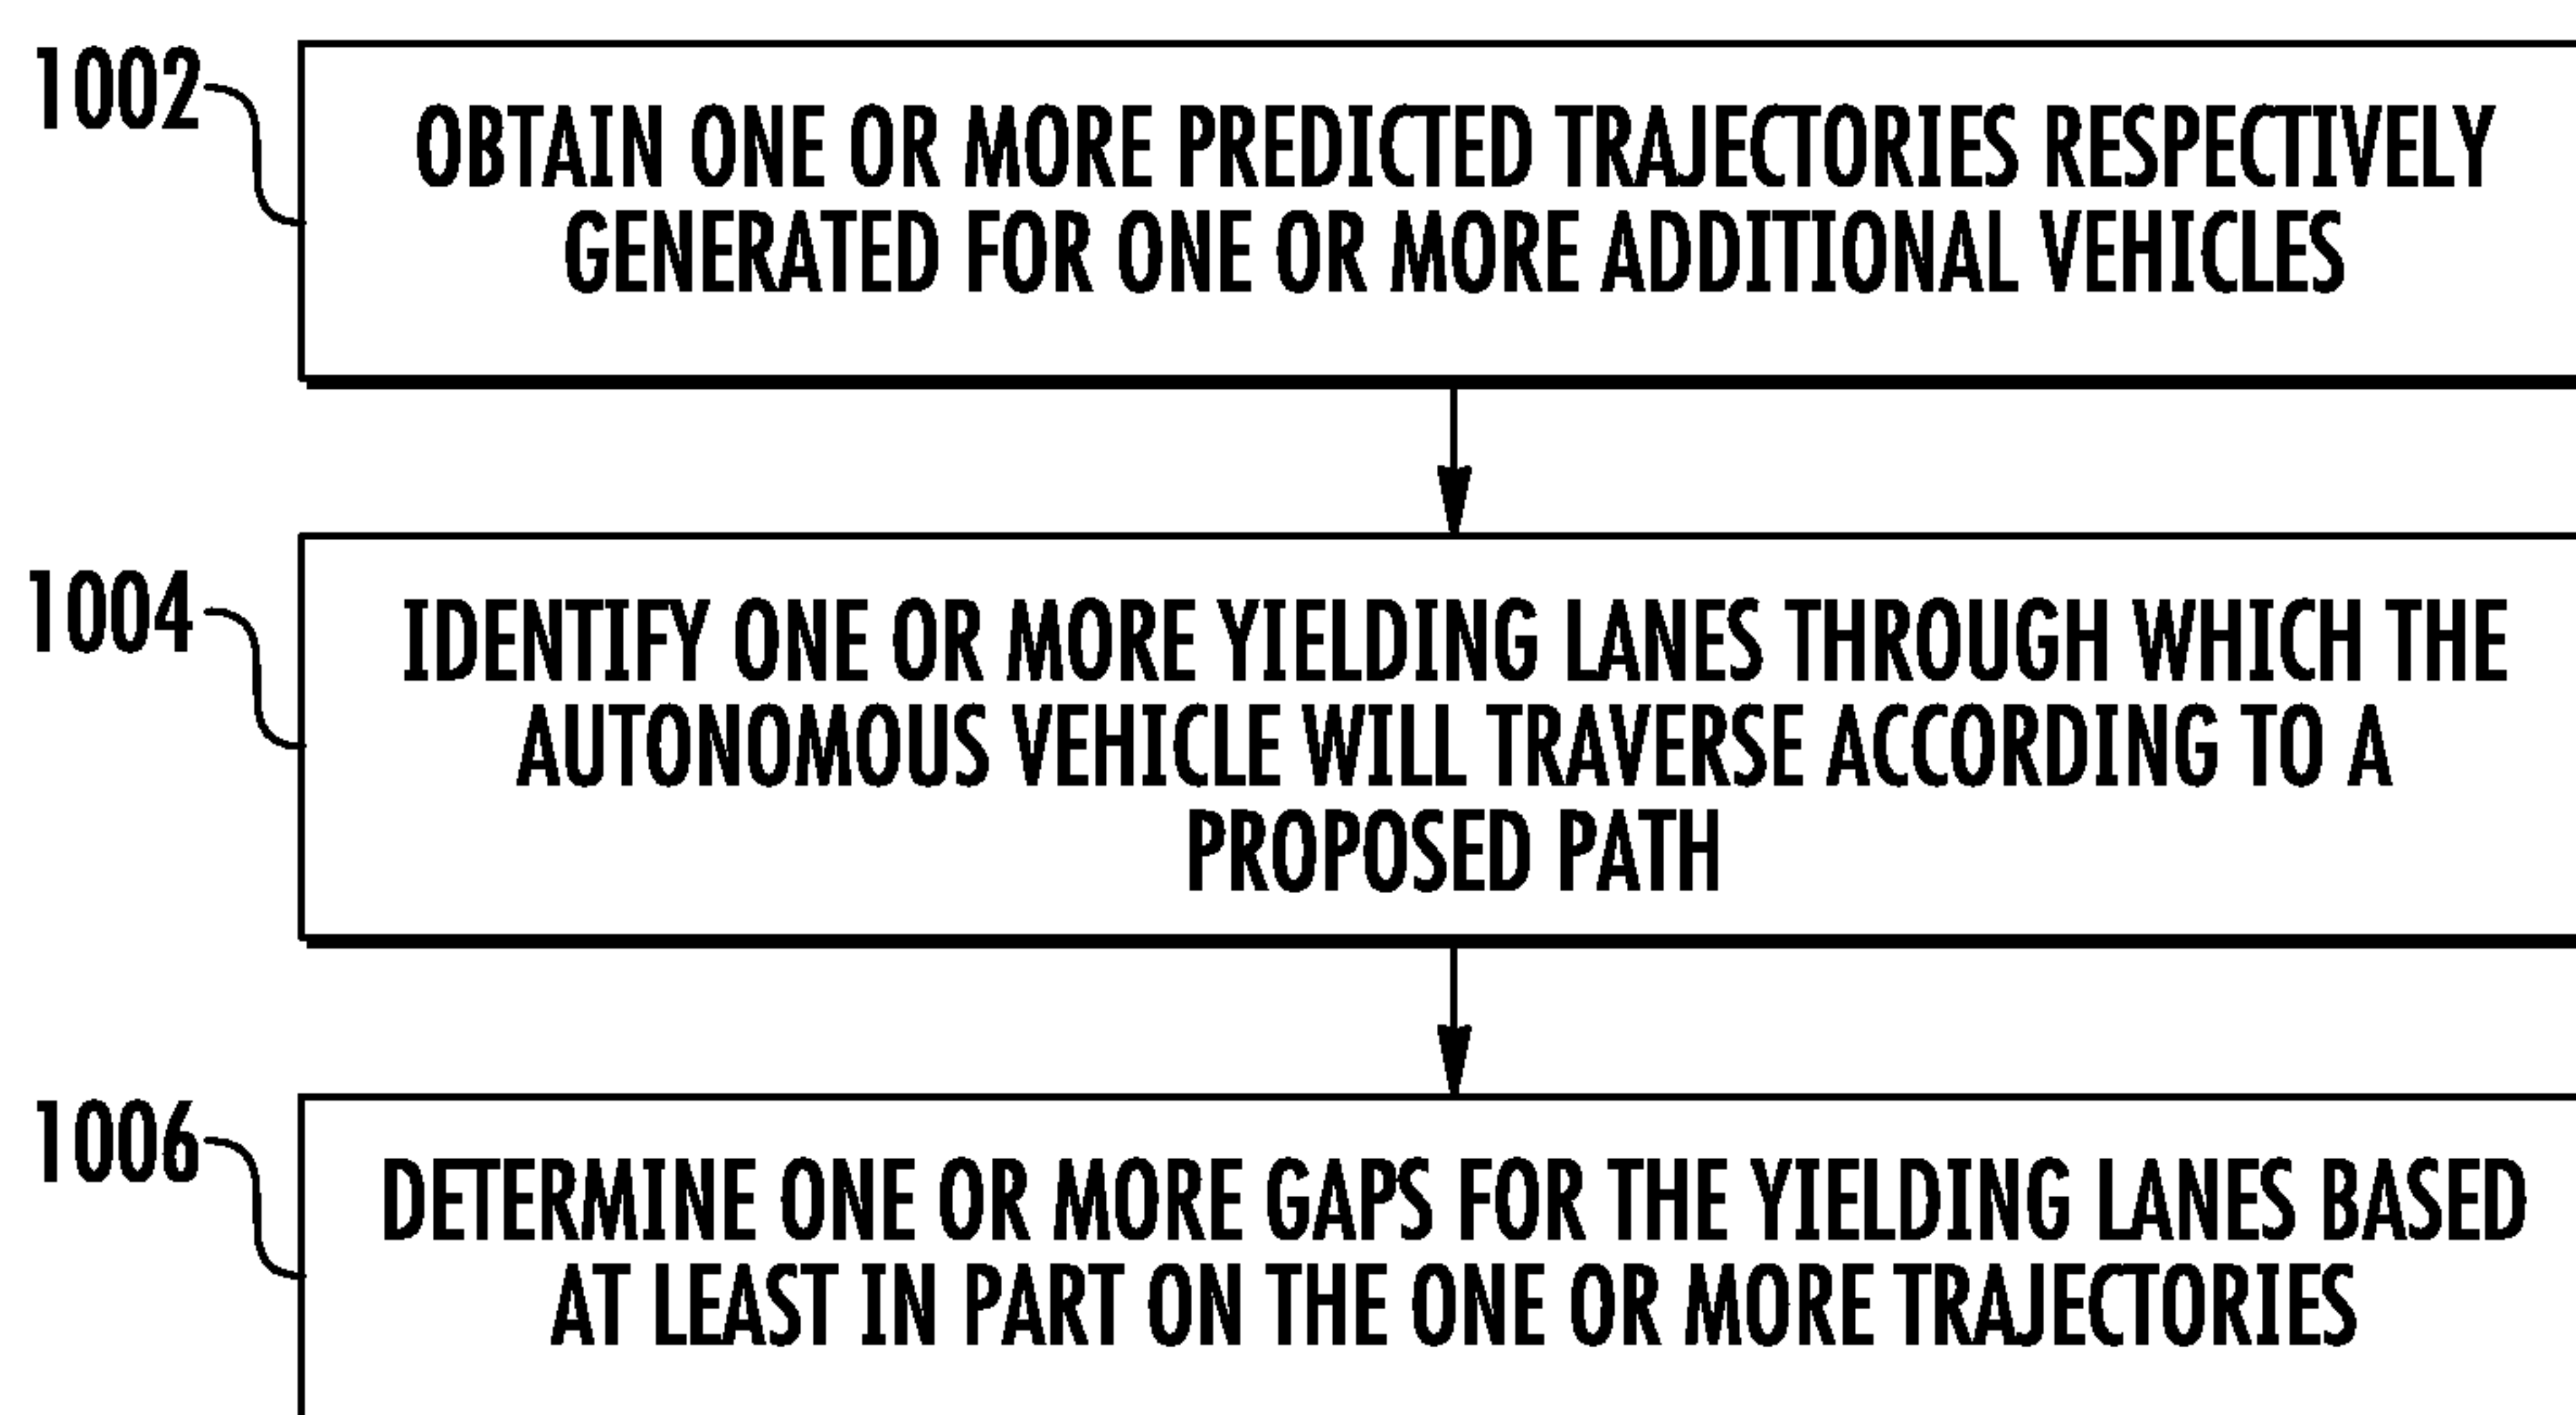 1002
OBTAIN ONE OR MORE PREDICTED TRAJECTORIES RESPECTIVELY
GENERATED FOR ONE OR MORE ADDITIONAL VEHICLES
1004
IDENTIFY ONE OR MORE YIELDING LANES THROUGH WHICH THE
AUTONOMOUS VEHICLE WILL TRAVERSE ACCORDING TO A
PROPOSED PATH
1006
DETERMINE ONE OR MORE GAPS FOR THE YIELDING LANES BASED
AT LEAST IN PART ON THE ONE OR MORE TRAJECTORIES